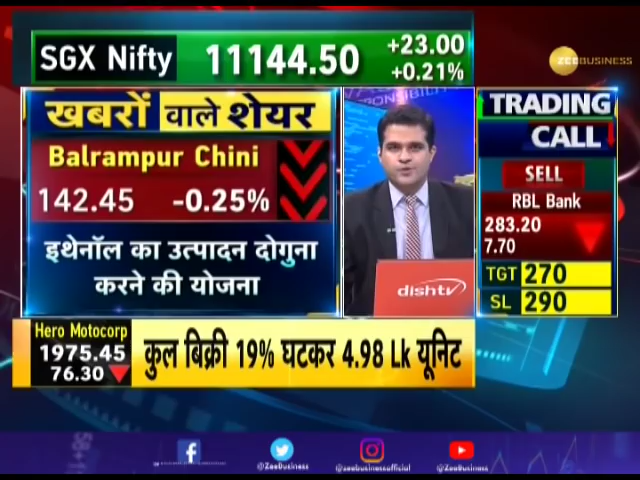 SGX Nifty 11144.50 +23.00
+0.21%
ZEEBUSINESS
खबरों वाले शेयर
Balrampur Chini
142.45 -0.25%
इथेनॉल का उत्पादन दोगुना
करने की योजना
dishtv
TRADING
CALL
SELL
RBL Bank
283.20
7.70
TGT 270
SL 290
Hero Motocorp
1975.45
76.30
कुल बिक्री 19% घटकर 4.98 Lk यूनिट
@ZeeBusiness
@zeebusinessofficial
@ZeeBusiness